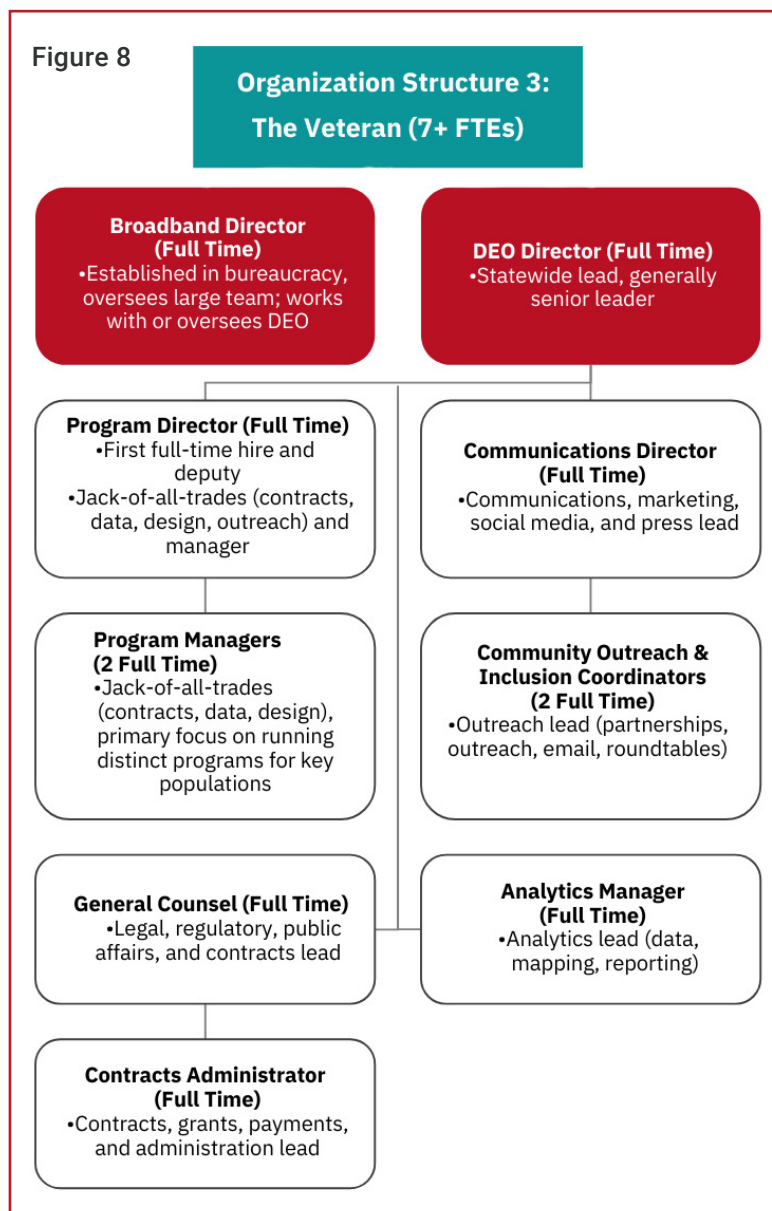 Figure 8
Organization Structure 3:
The Veteran (7+ FTEs)
Broadband Director
(Full Time)
•Established in bureaucracy,
oversees large team; works
with or oversees DEO
DEO Director (Full Time)
•Statewide lead, generally
senior leader
Program Director (Full Time)
•First full-time hire and
deputy
•Jack-of-all-trades (contracts,
data, design, outreach) and
manager
Communications Director
(Full Time)
•Communications, marketing,
social media, and press lead
Program Managers
(2 Full Time)
•Jack-of-all-trades
(contracts, data, design),
primary focus on running
distinct programs for key
populations
Community Outreach &
Inclusion Coordinators
(2 Full Time)
•Outreach lead (partnerships,
outreach, email, roundtables)
General Counsel (Full Time)
•Legal, regulatory, public
affairs, and contracts lead
Analytics Manager
(Full Time)
•Analytics lead (data,
mapping, reporting)
Contracts Administrator
(Full Time)
•Contracts, grants, payments,
and administration lead